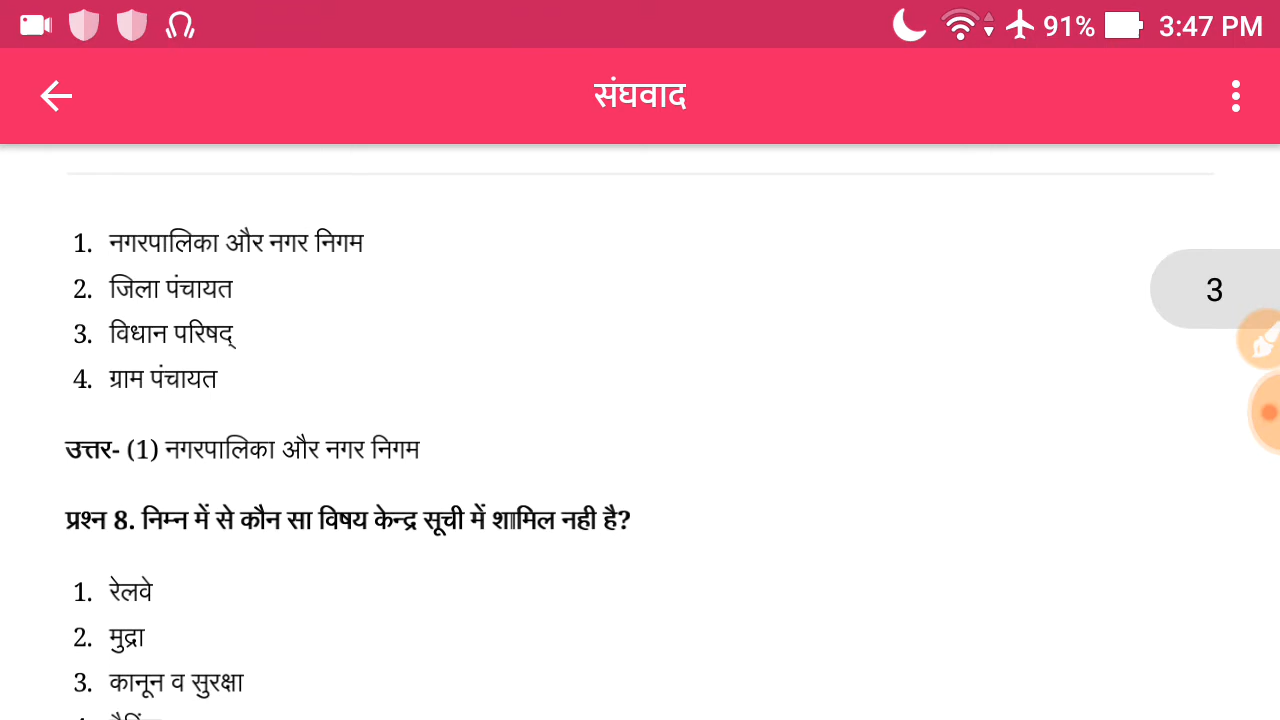 91% 3:47 PM
संघवाद
1. नगरपालिका और नगर निगम
2. जिला पंचायत
3
3. विधान परिषद्
4. ग्राम पंचायत
उत्तर- (1) नगरपालिका और नगर निगम
प्रश्न 8. निम्न में से कौन सा विषय केन्द्र सूची में शामिल नही है?
1. रेलवे
2. मुद्रा
3. कानून व सुरक्षा